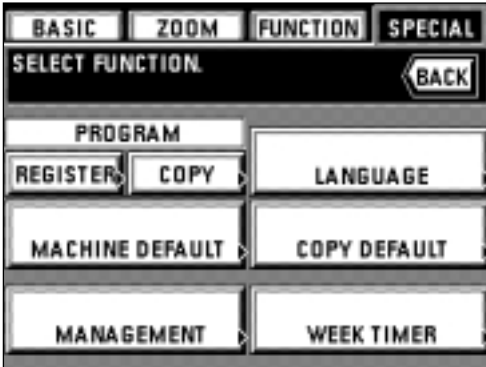 BASIC ZOOM FUNCTION SPECIAL
SELECT FUNCTION.
BACK
PROGRAM
REGISTER COPY LANGUAGE
MACHINE DEFAULT COPY DEFAULT
MANAGEMENT WEEK TIMER